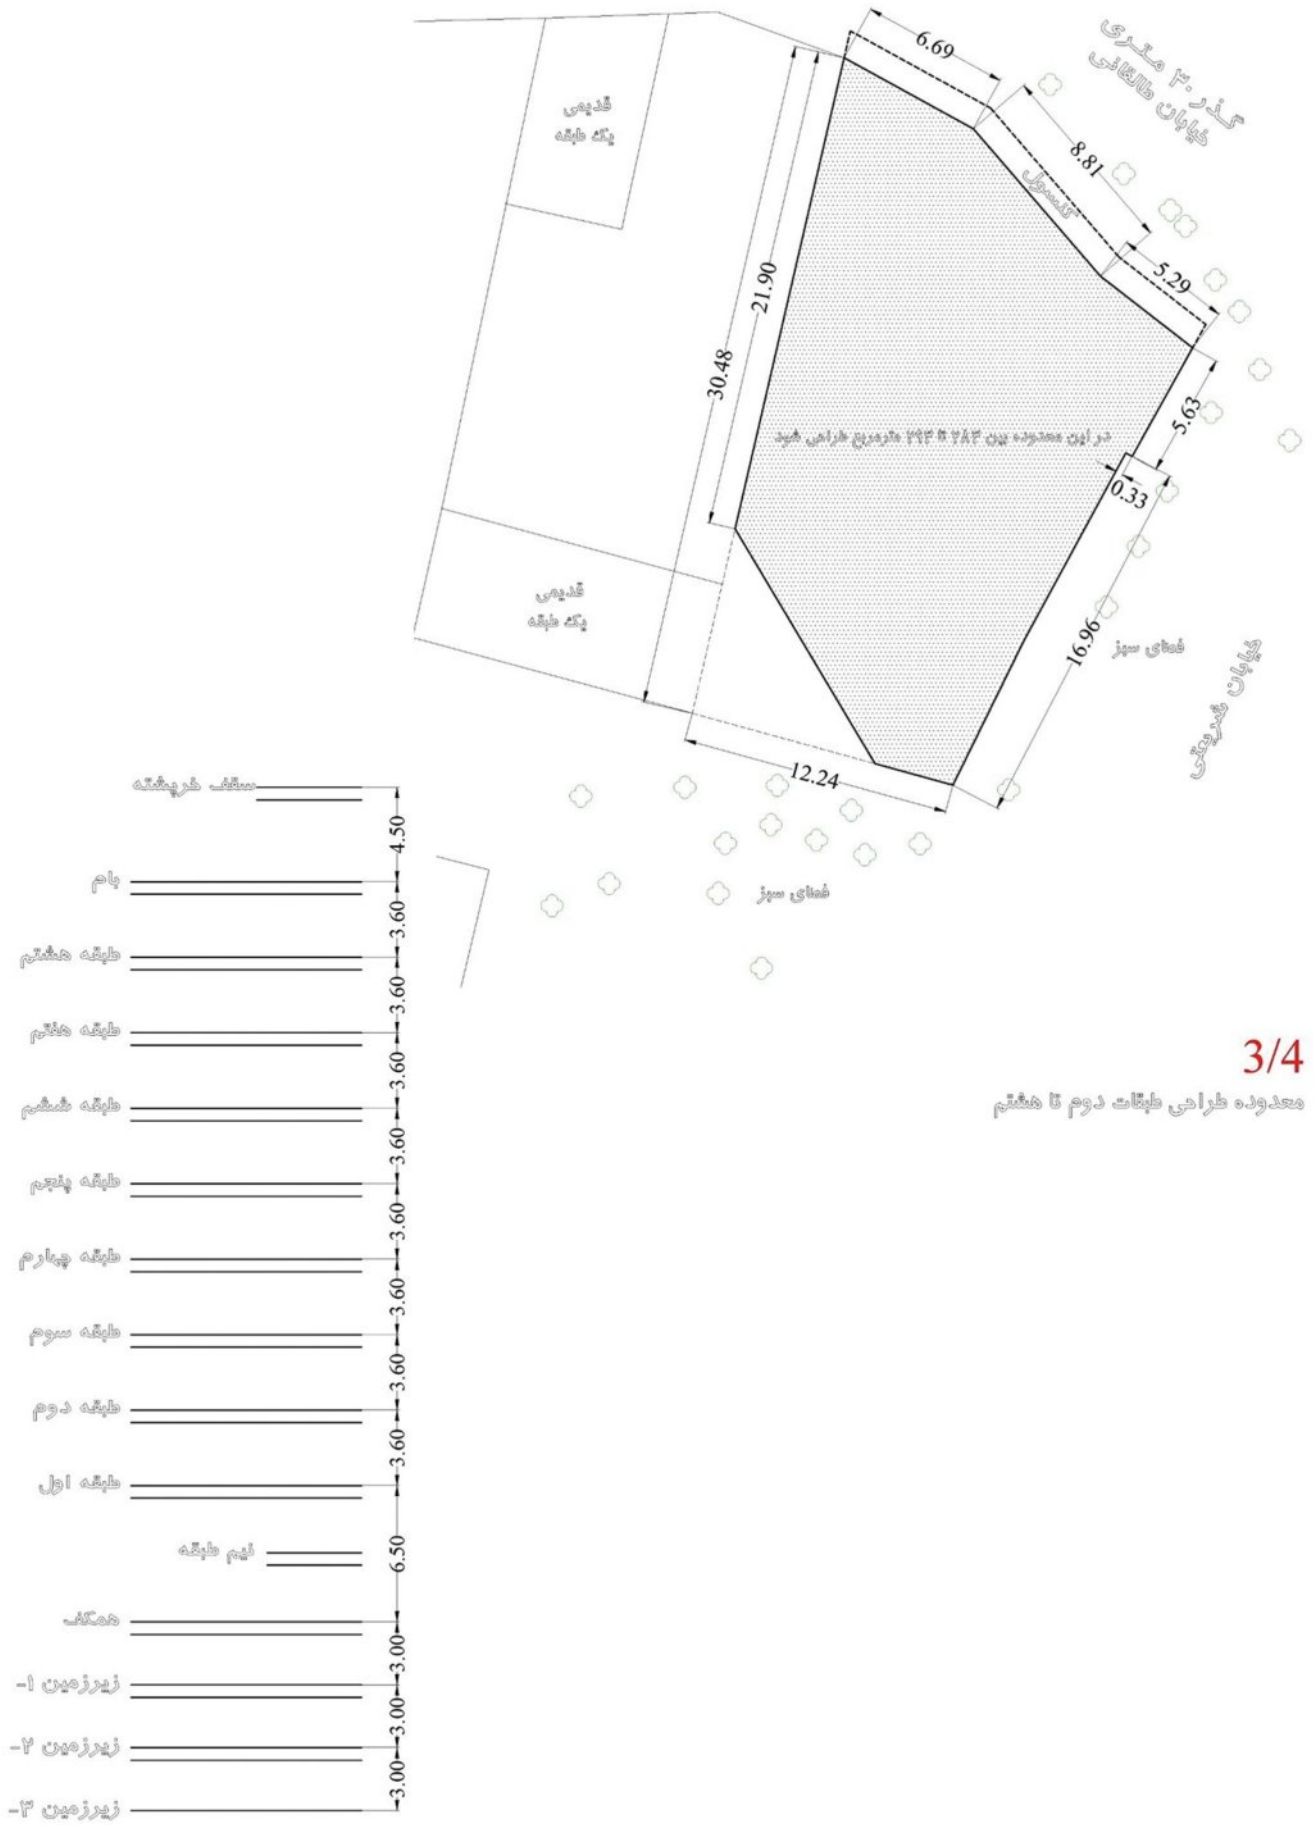 گذر ۳۰ متری
خیابان طالقانی
6.69
8.81
کنسول
5.29
قدیمی
یک طبقه
21.90
30.48
در این محدوده بین ۲۸۳ تا ۲۹۳ مترمربع طراحی شود
5.63
0.33
قدیمی
یک طبقه
16.96
فضای سبز
خیابان شریعتی
12.24
فضای سبز
سقف خرپشته
4.50
بام
3.60
طبقه هشتم
3.60
طبقه هفتم
3.60
طبقه ششم
3.60
طبقه پنجم
3.60
طبقه چهارم
3.60
طبقه سوم
3.60
طبقه دوم
3.60
طبقه اول
6.50
نیم طبقه
همکف
3.00
زیرزمین ۱-
3.00
زیرزمین ۲-
3.00
زیرزمین ۳-
3/4
محدوده طراحی طبقات دوم تا هشتم